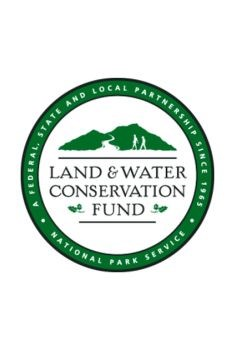 A FEDERAL, STATE AND LOCAL PARTNERSHIP SINCE 1965
LAND & WATER
CONSERVATION
FUND
• NATIONAL PARK SERVICE •